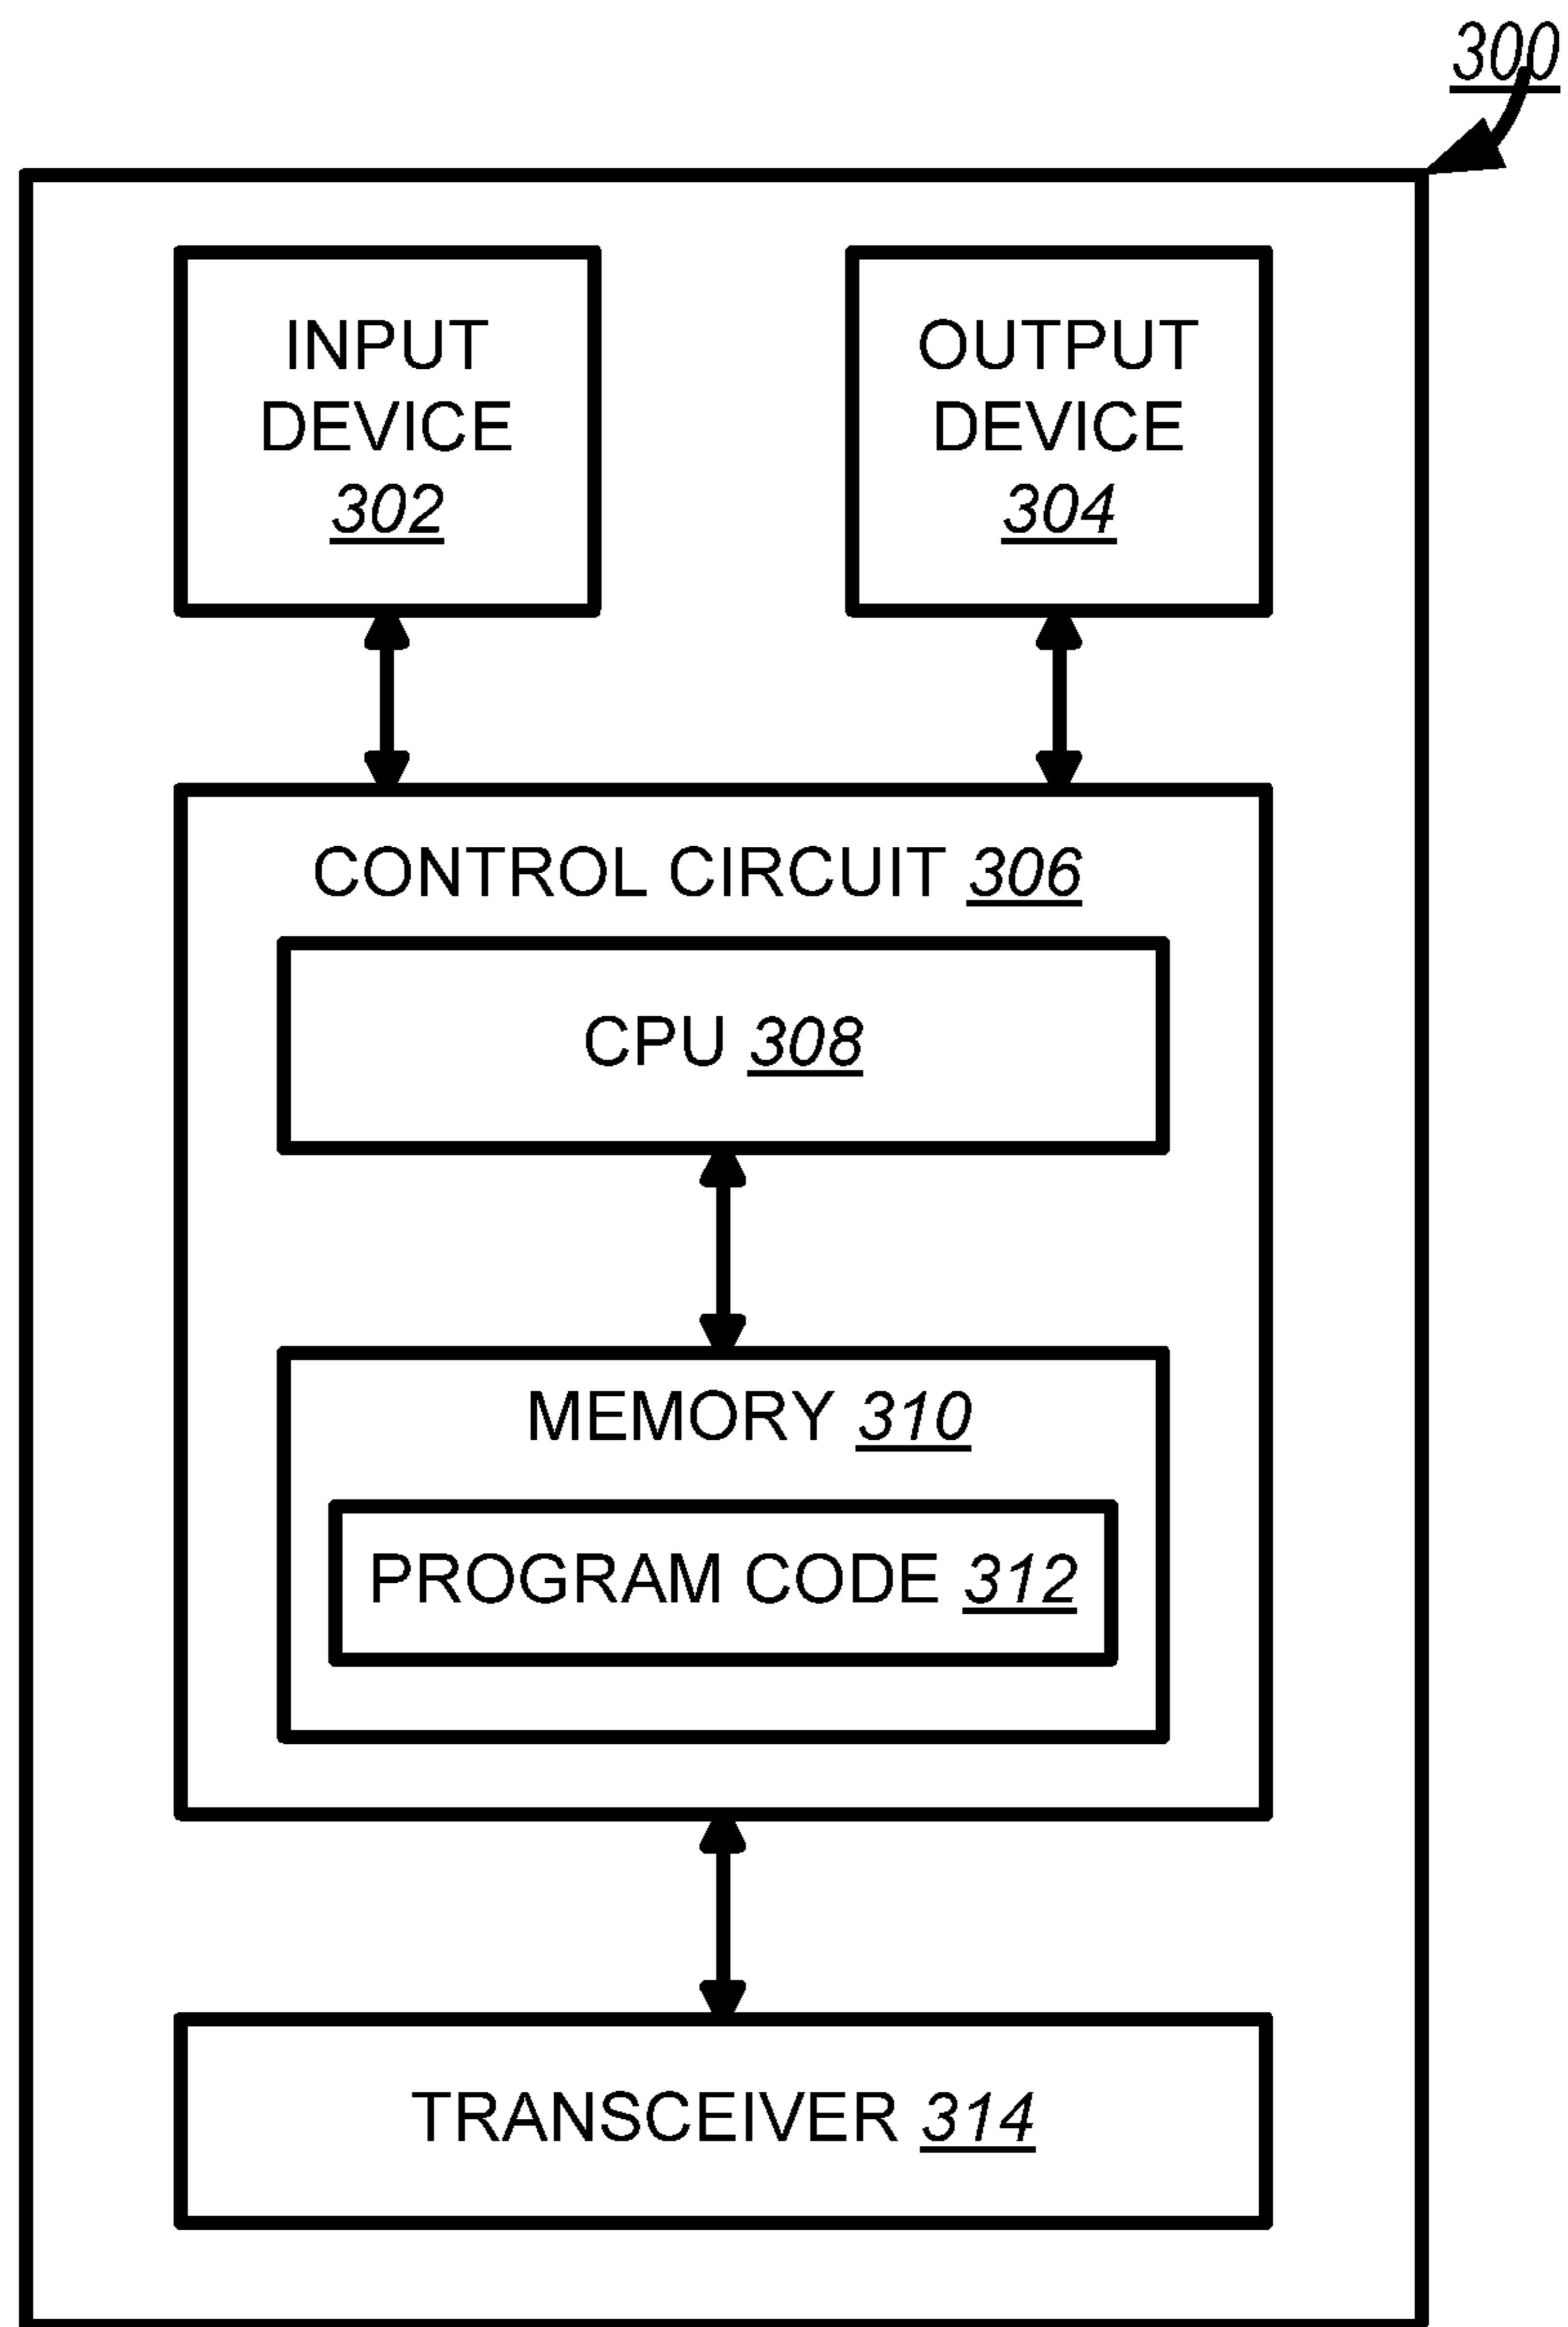 300
INPUT
DEVICE
302
OUTPUT
DEVICE
304
CONTROL CIRCUIT 306
CPU 308
MEMORY 310
PROGRAM CODE 312
TRANSCEIVER 314